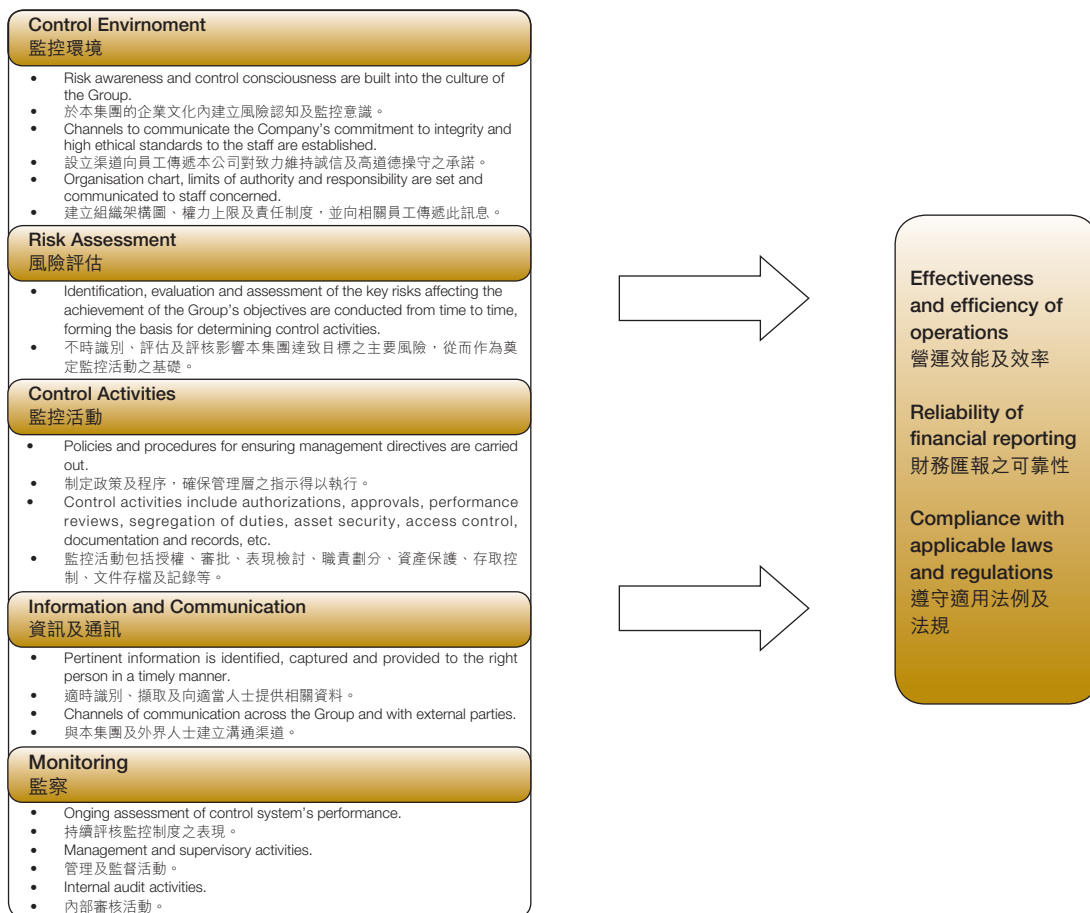 Control Envirnoment
監控環境
• Risk awareness and control consciousness are built into the culture of
the Group.
• 於本集團的企業文化內建立風險認知及監控意識。
• Channels to communicate the Company's commitment to integrity and
high ethical standards to the staff are established.
• 設立渠道向員工傳遞本公司對致力維持誠信及高道德操守之承諾。
• Organisation chart, limits of authority and responsibility are set and
communicated to staff concerned.
• 建立組織架構圖、權力上限及責任制度，並向相關員工傳遞此訊息。
Risk Assessment
風險評估
• Identification, evaluation and assessment of the key risks affecting the
achievement of the Group's objectives are conducted from time to time,
forming the basis for determining control activities.
• 不時識別、評估及評核影響本集團達致目標之主要風險，從而作為奠
定監控活動之基礎。
Control Activities
監控活動
• Policies and procedures for ensuring management directives are carried
out.
• 制定政策及程序，確保管理層之指示得以執行。
• Control activities include authorizations, approvals, performance
reviews, segregation of duties, asset security, access control,
documentation and records, etc.
• 監控活動包括授權、審批、表現檢討、職責劃分、資產保護、存取控
制、文件存檔及記錄等。
Information and Communication
資訊及通訊
• Pertinent information is identified, captured and provided to the right
person in a timely manner.
• 適時識別、擷取及向適當人士提供相關資料。
• Channels of communication across the Group and with external parties.
• 與本集團及外界人士建立溝通渠道。
Monitoring
監察
• Onging assessment of control system's performance.
• 持續評核監控制度之表現。
• Management and supervisory activities.
• 管理及監督活動。
• Internal audit activities.
• 內部審核活動。
Effectiveness
and efficiency of
operations
營運效能及效率
Reliability of
financial reporting
財務匯報之可靠性
Compliance with
applicable laws
and regulations
遵守適用法例及
法規